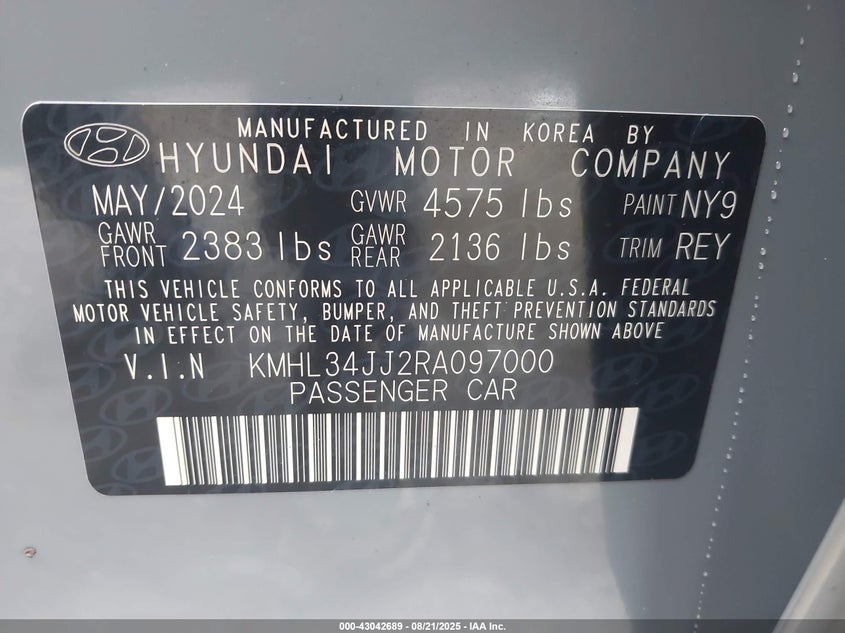 MANUFACTURED IN KOREA BY
HYUNDAI MOTOR COMPANY
MAY/2024 GVWR 4575 lbs PAINT NY9
GAWR FRONT 2383 lbs GAWR REAR 2136 lbs TRIM REY
THIS VEHICLE CONFORMS TO ALL APPLICABLE U.S.A. FEDERAL
MOTOR VEHICLE SAFETY, BUMPER, AND THEFT PREVENTION STANDARDS
IN EFFECT ON THE DATE OF MANUFACTURE SHOWN ABOVE
V.I.N KMHL34JJ2RA097000
PASSENGER CAR
000-43042689 - 08/21/2025 - IAA Inc.